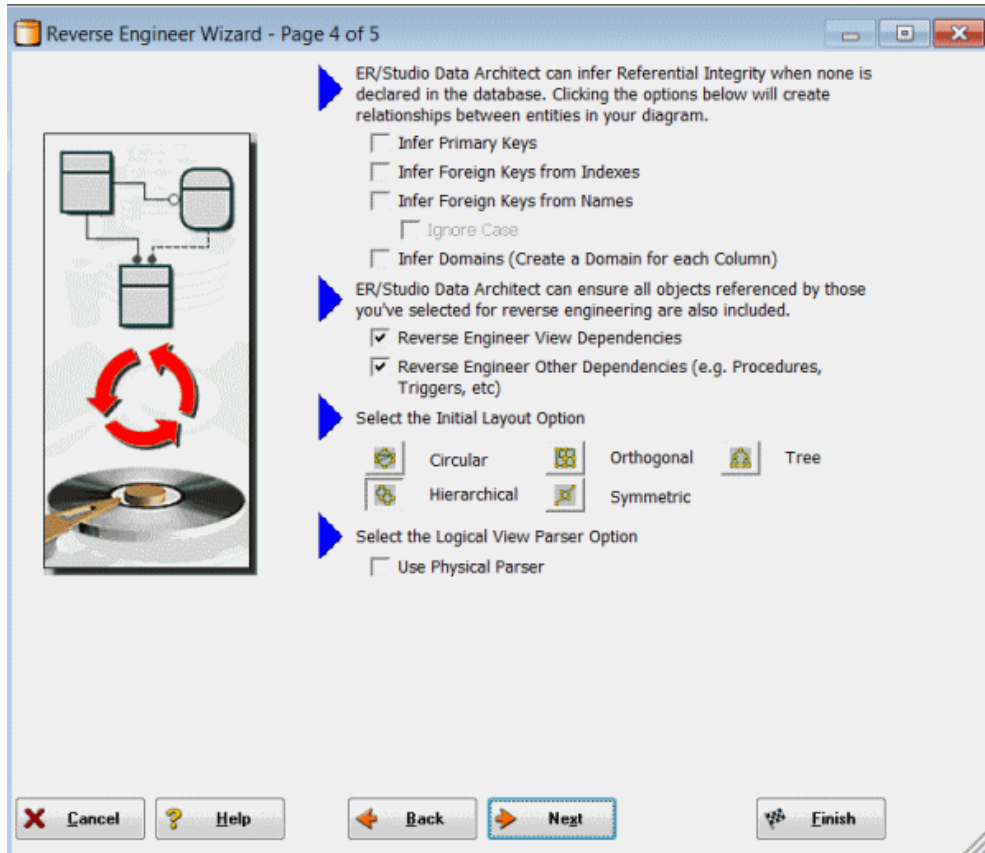 Reverse Engineer Wizard - Page 4 of 5
ER/Studio Data Architect can infer Referential Integrity when none is
declared in the database. Clicking the options below will create
relationships between entities in your diagram.
Infer Primary Keys
Infer Foreign Keys from Indexes
Infer Foreign Keys from Names
Ignore Case
Infer Domains (Create a Domain for each Column)
ER/Studio Data Architect can ensure all objects referenced by those
you've selected for reverse engineering are also included.
Reverse Engineer View Dependencies
Reverse Engineer Other Dependencies (e.g. Procedures,
Triggers, etc)
Select the Initial Layout Option
Circular Orthogonal Tree
Hierarchical Symmetric
Select the Logical View Parser Option
Use Physical Parser
Cancel Help Back Next Finish